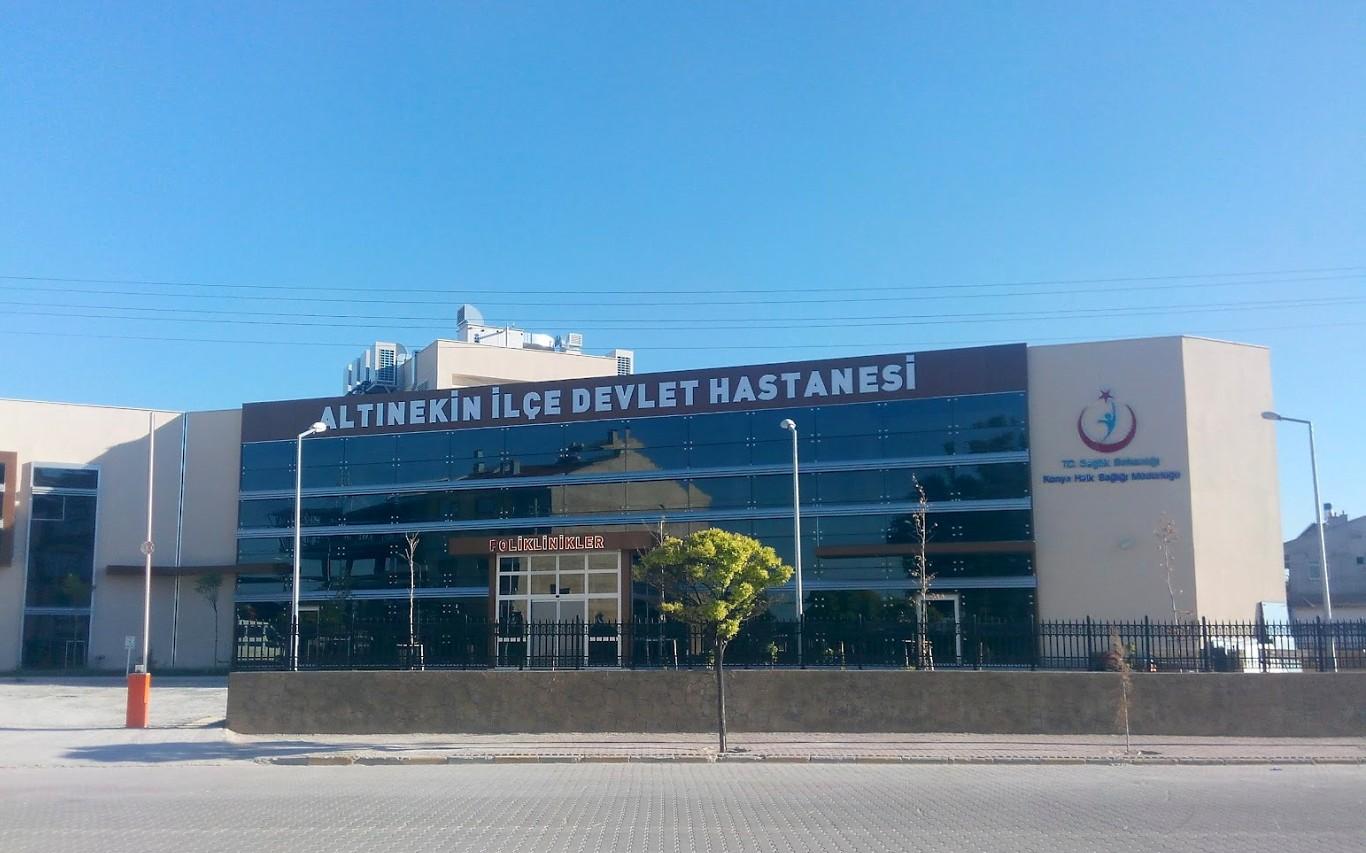 ALTINEKİN İLÇE DEVLET HASTANESİ
T.C. Sağlık Bakanlığı
Konya Halk Sağlığı Müdürlüğü
POLİKLİNİKLER